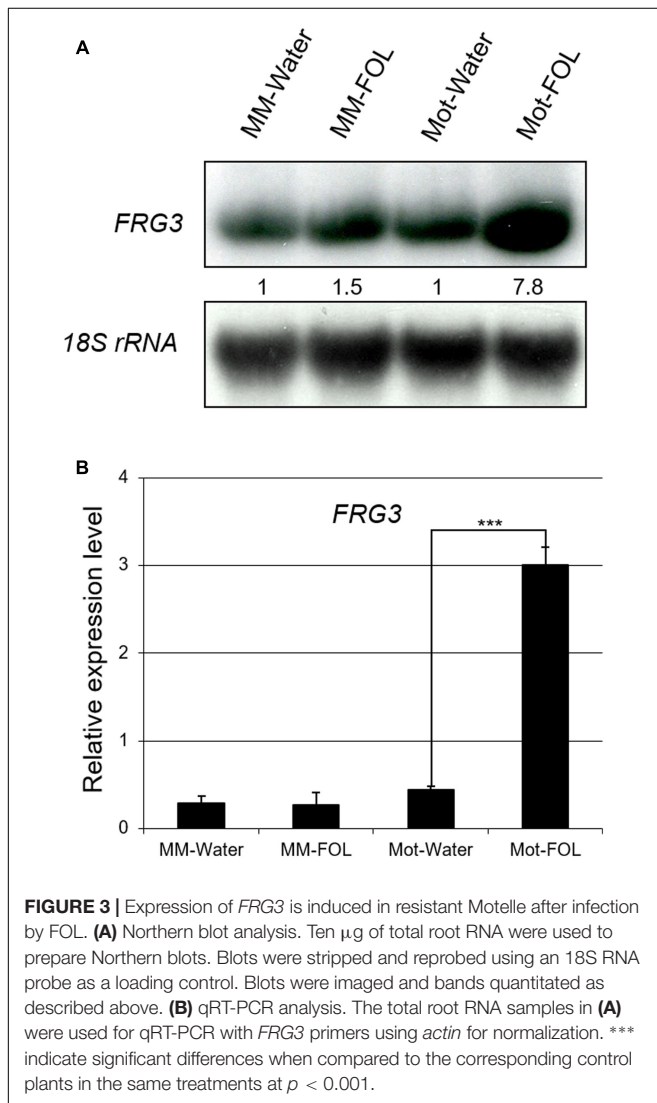 A
MM-Water
MM-FOL
Mot-Water
Mot-FOL
FRG3
1 1.5 1 7.8
18S rRNA
B
FRG3
***
Relative expression level
4
3
2
1
0
MM-Water MM-FOL Mot-Water Mot-FOL
FIGURE 3 | Expression of FRG3 is induced in resistant Motelle after infection
by FOL. (A) Northern blot analysis. Ten μg of total root RNA were used to
prepare Northern blots. Blots were stripped and reprobed using an 18S RNA
probe as a loading control. Blots were imaged and bands quantitated as
described above. (B) qRT-PCR analysis. The total root RNA samples in (A)
were used for qRT-PCR with FRG3 primers using actin for normalization. ***
indicate significant differences when compared to the corresponding control
plants in the same treatments at p < 0.001.